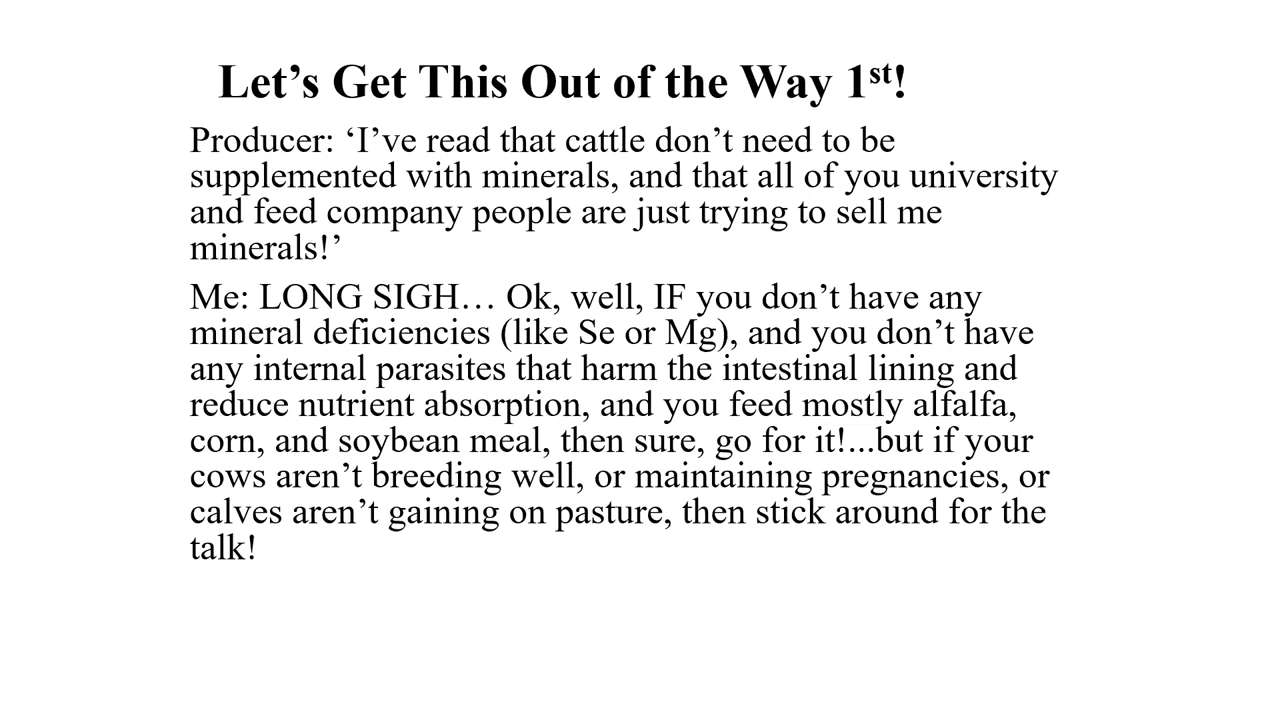 Let’s Get This Out of the Way 1st!
Producer: ‘I’ve read that cattle don’t need to be
supplemented with minerals, and that all of you university
and feed company people are just trying to sell me
minerals!’
Me: LONG SIGH… Ok, well, IF you don’t have any
mineral deficiencies (like Se or Mg), and you don’t have
any internal parasites that harm the intestinal lining and
reduce nutrient absorption, and you feed mostly alfalfa,
corn, and soybean meal, then sure, go for it!...but if your
cows aren’t breeding well, or maintaining pregnancies, or
calves aren’t gaining on pasture, then stick around for the
talk!